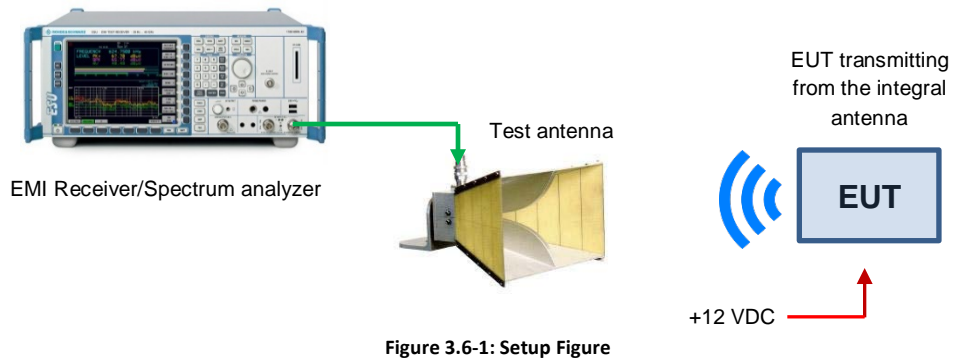 ESU
EUT transmitting
from the integral
antenna
Test antenna
EMI Receiver/Spectrum analyzer
EUT
+12 VDC
Figure 3.6-1: Setup Figure